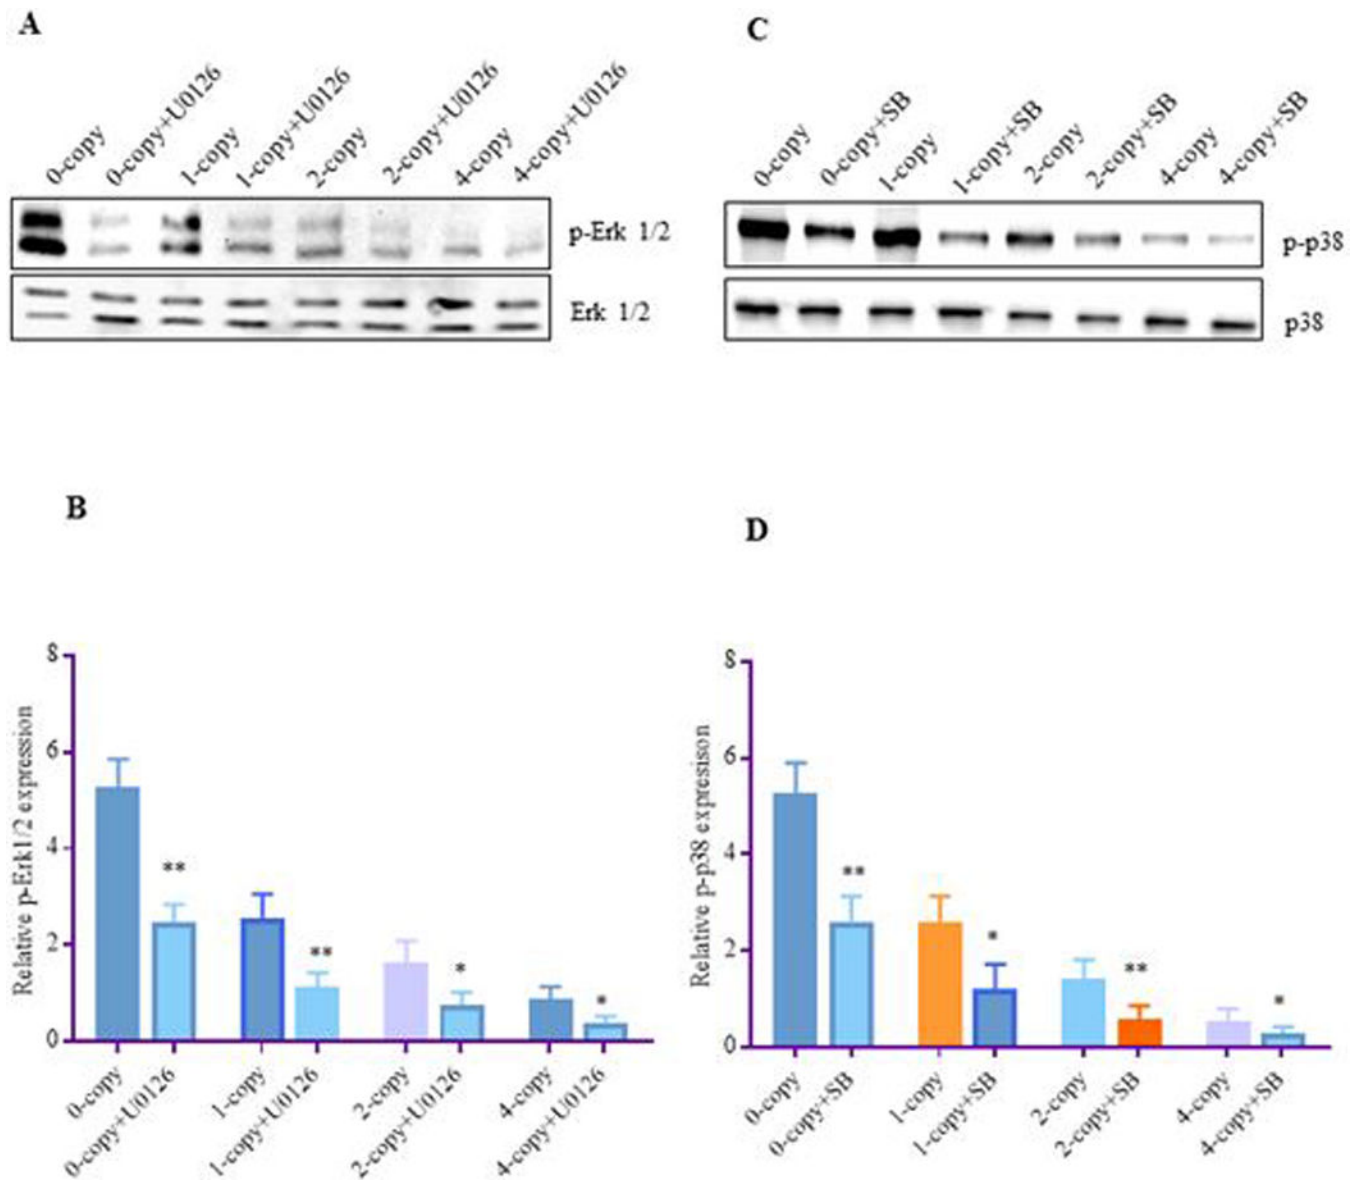 A
0-copy
0-copy+U0126
1-copy
1-copy+U0126
2-copy
2-copy+U0126
4-copy
4-copy+U0126
p-Erk 1/2
Erk 1/2
C
0-copy
0-copy+SB
1-copy
1-copy+SB
2-copy
2-copy+SB
4-copy
4-copy+SB
p-p38
p38
B
Relative p-Erk1/2 expression
8
6
4
2
0
**
**
*
*
0-copy
0-copy+U0126
1-copy
1-copy+U0126
2-copy
2-copy+U0126
4-copy
4-copy+U0126
D
Relative p-p38 expresison
8
6
4
2
0
**
*
**
*
0-copy
0-copy+SB
1-copy
1-copy+SB
2-copy
2-copy+SB
4-copy
4-copy+SB